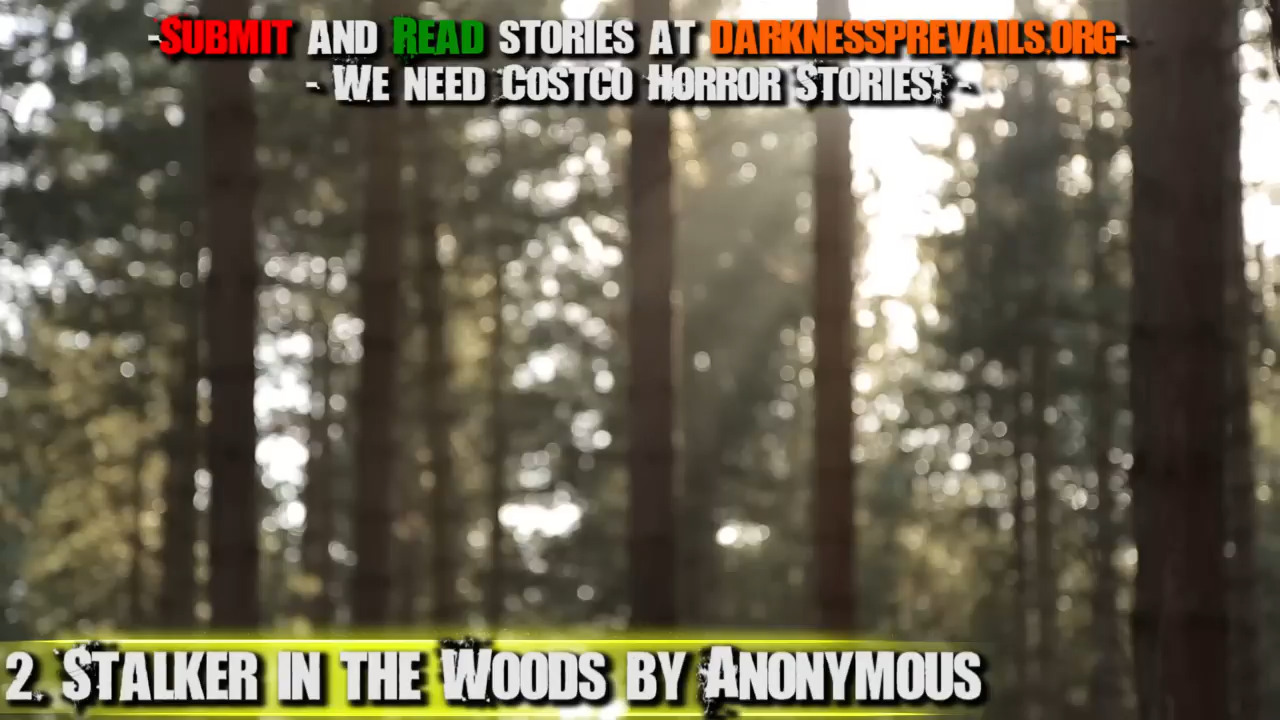 -Submit and Read stories at darknessprevails.org-
- We need Costco Horror Stories! -
2. Stalker in the Woods by Anonymous